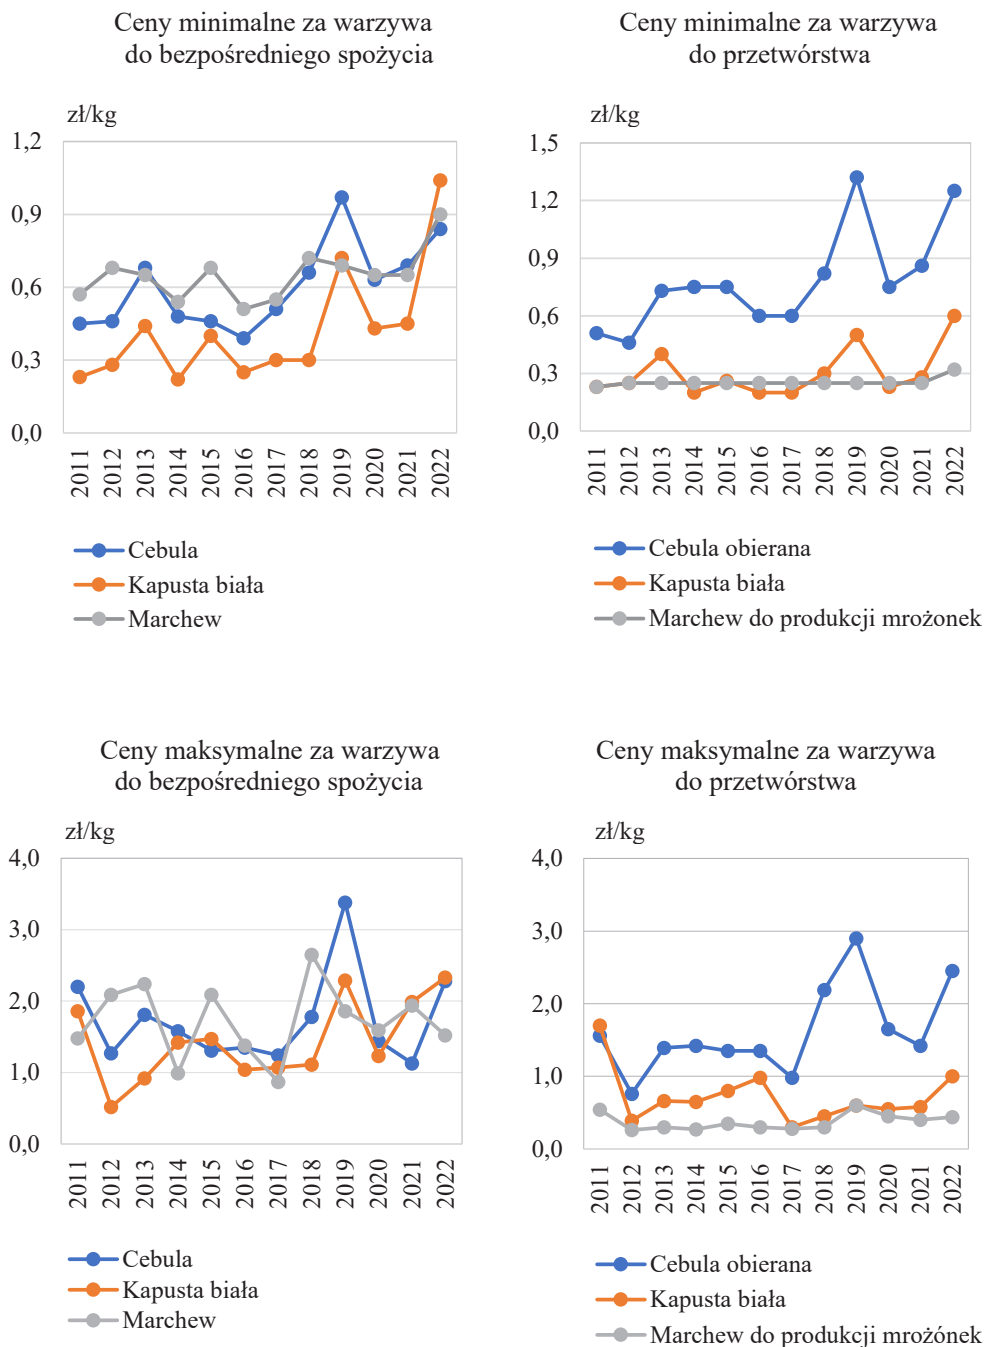 Ceny minimalne za warzywa
do bezpośredniego spożycia
zł/kg
1,2
0,9
0,6
0,3
0,0
2011
2012
2013
2014
2015
2016
2017
2018
2019
2020
2021
2022
Cebula
Kapusta biała
Marchew
Ceny minimalne za warzywa
do przetwórstwa
zł/kg
1,5
1,2
0,9
0,6
0,3
0,0
2011
2012
2013
2014
2015
2016
2017
2018
2019
2020
2021
2022
Cebula obierana
Kapusta biała
Marchew do produkcji mrożonek
Ceny maksymalne za warzywa
do bezpośredniego spożycia
zł/kg
4,0
3,0
2,0
1,0
0,0
2011
2012
2013
2014
2015
2016
2017
2018
2019
2020
2021
2022
Cebula
Kapusta biała
Marchew
Ceny maksymalne za warzywa
do przetwórstwa
zł/kg
4,0
3,0
2,0
1,0
0,0
2011
2012
2013
2014
2015
2016
2017
2018
2019
2020
2021
2022
Cebula obierana
Kapusta biała
Marchew do produkcji mrożónek